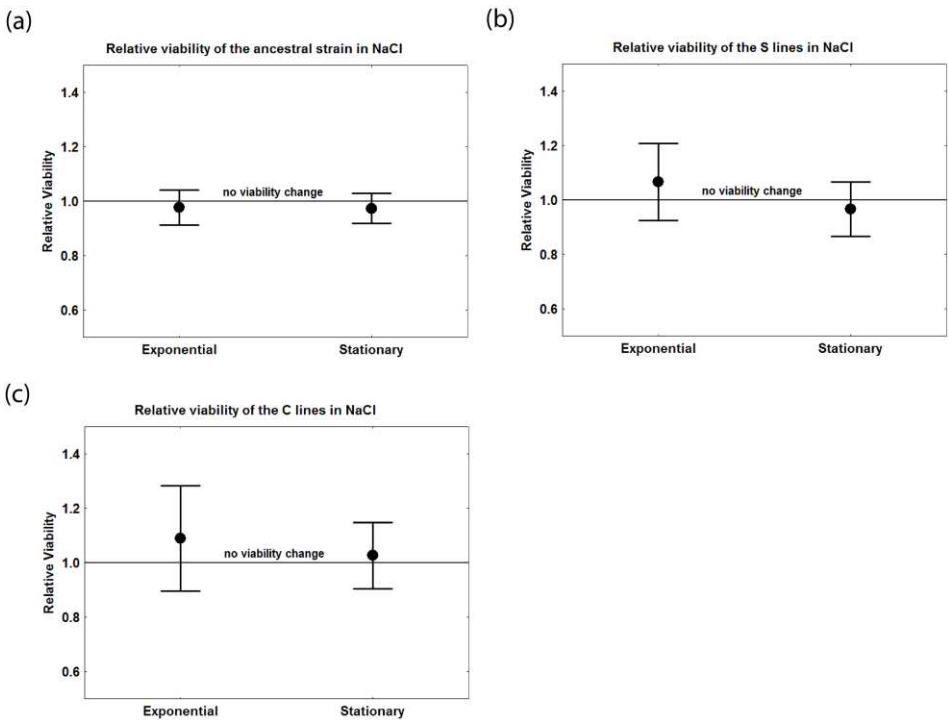 (a)
Relative viability of the ancestral strain in NaCl
1.4
1.2
1.0
0.8
0.6
Relative Viability
no viability change
Exponential Stationary
(b)
Relative viability of the S lines in NaCl
1.4
1.2
1.0
0.8
0.6
Relative Viability
no viability change
Exponential Stationary
(c)
Relative viability of the C lines in NaCl
1.4
1.2
1.0
0.8
0.6
Relative Viability
no viability change
Exponential Stationary